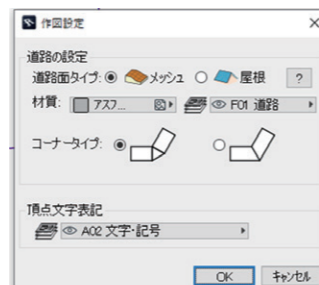 作図設定
道路の設定
道路面タイプ: メッシュ 屋根 ?
材質: アスフ... F01 道路
コーナータイプ:
頂点文字表記
A02 文字・記号
OK キャンセル